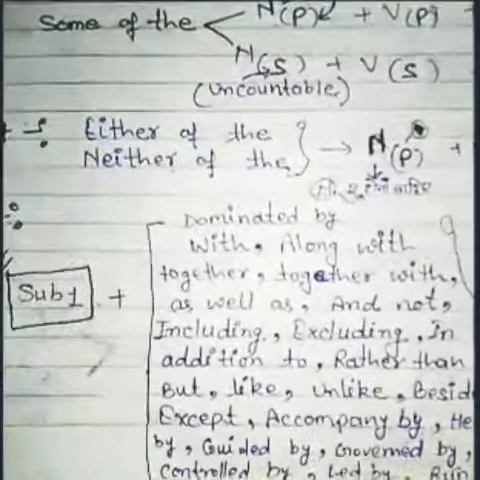 Some of the < N(P) + V(P)
N(S) + V(S)
(Uncountable)
Either of the
Neither of the } → N(P) +
Dominated by
With, Along with
together, together with,
Sub1 + as well as, And not,
Including, Excluding, In
addition to, Rather than
But, like, Unlike, Besid
Except, Accompany by, He
by, Guided by, Governed by,
Controlled by, Led by, Run